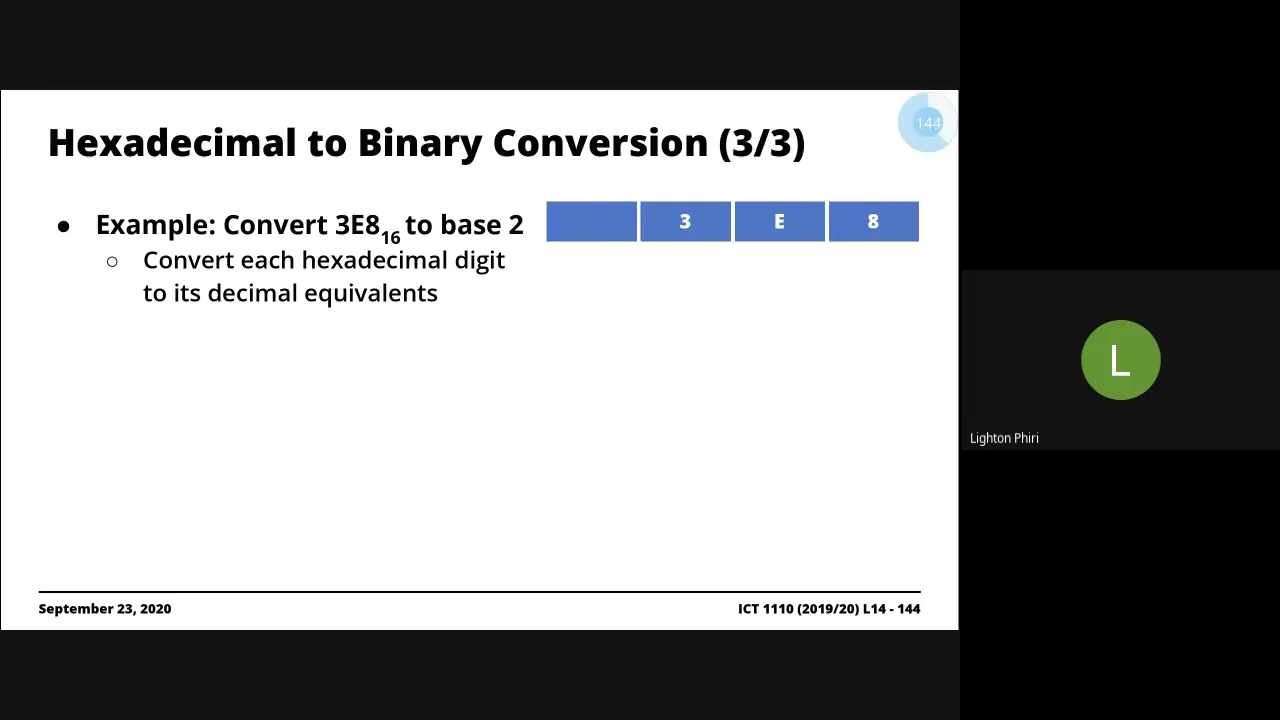 144
Hexadecimal to Binary Conversion (3/3)
● Example: Convert 3E8₁₆ to base 2
○ Convert each hexadecimal digit
to its decimal equivalents
3 E 8
L
Lighton Phiri
September 23, 2020
ICT 1110 (2019/20) L14 - 144